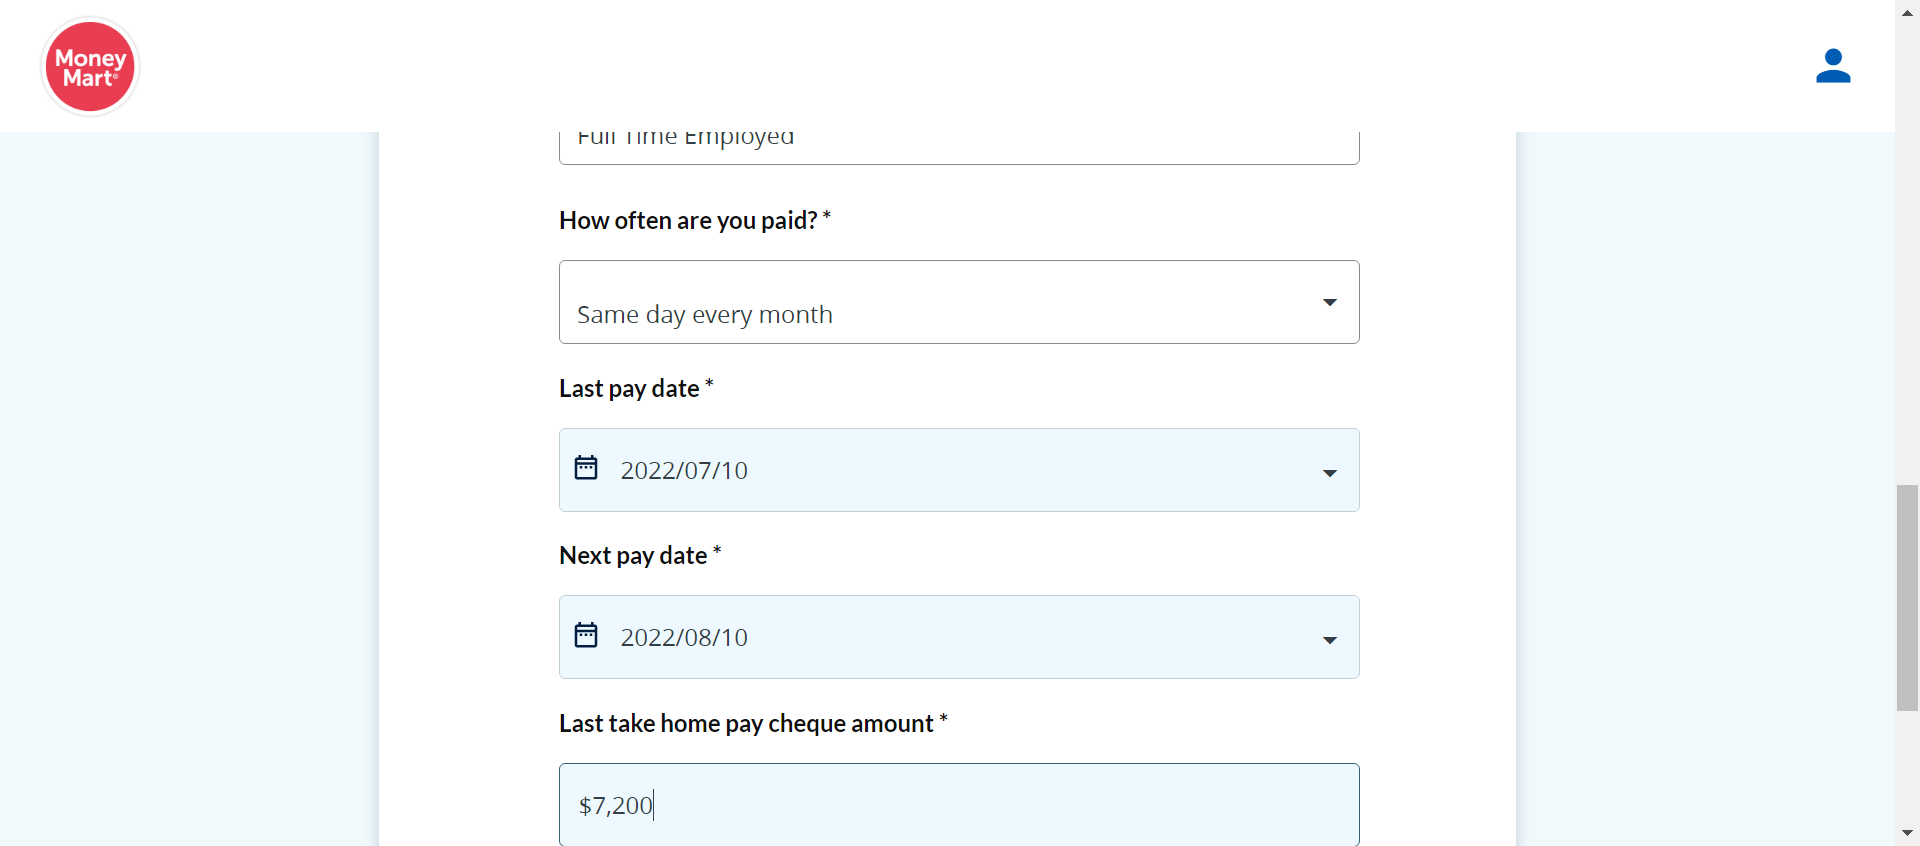 Money
Mart®
Full Time Employed
How often are you paid? *
Same day every month
Last pay date *
2022/07/10
Next pay date *
2022/08/10
Last take home pay cheque amount *
$7,200